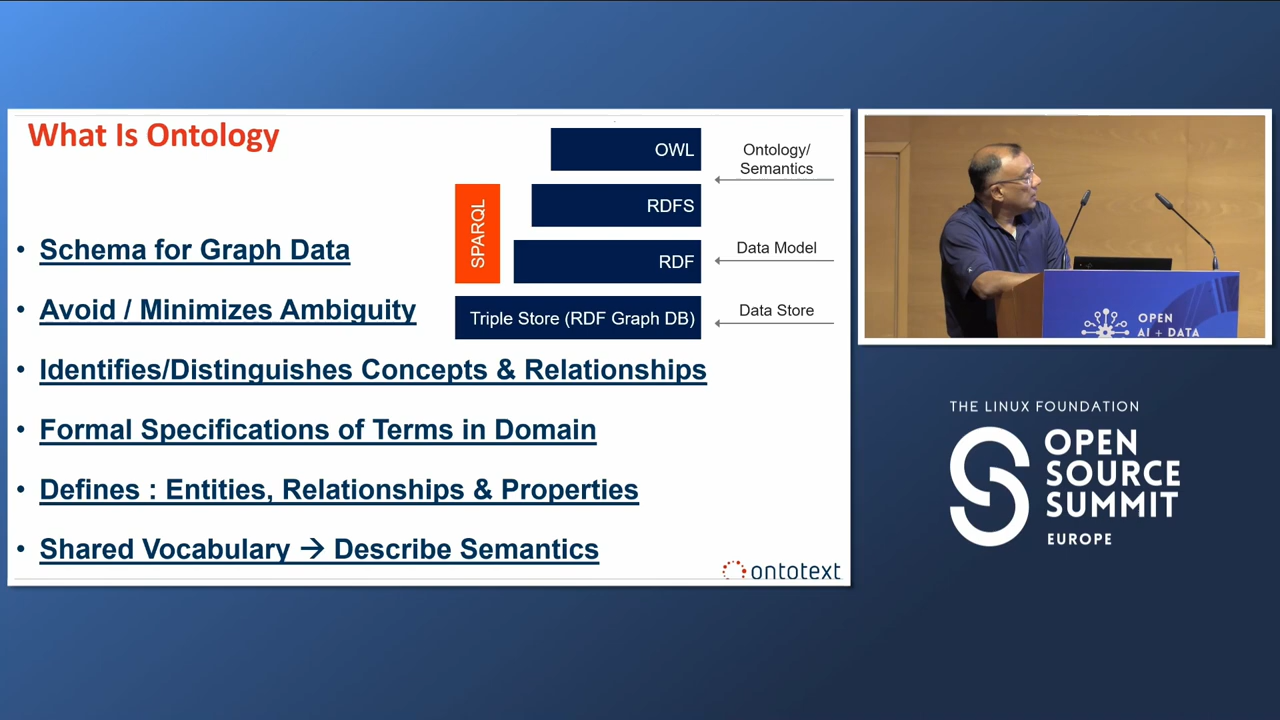 What Is Ontology
OWL
RDFS
RDF
Triple Store (RDF Graph DB)
SPARQL
Ontology/
Semantics
Data Model
Data Store
• Schema for Graph Data
• Avoid / Minimizes Ambiguity
• Identifies/Distinguishes Concepts & Relationships
• Formal Specifications of Terms in Domain
• Defines : Entities, Relationships & Properties
• Shared Vocabulary → Describe Semantics
ontotext
OPEN
AI + DATA
THE LINUX FOUNDATION
OPEN
SOURCE
SUMMIT
EUROPE